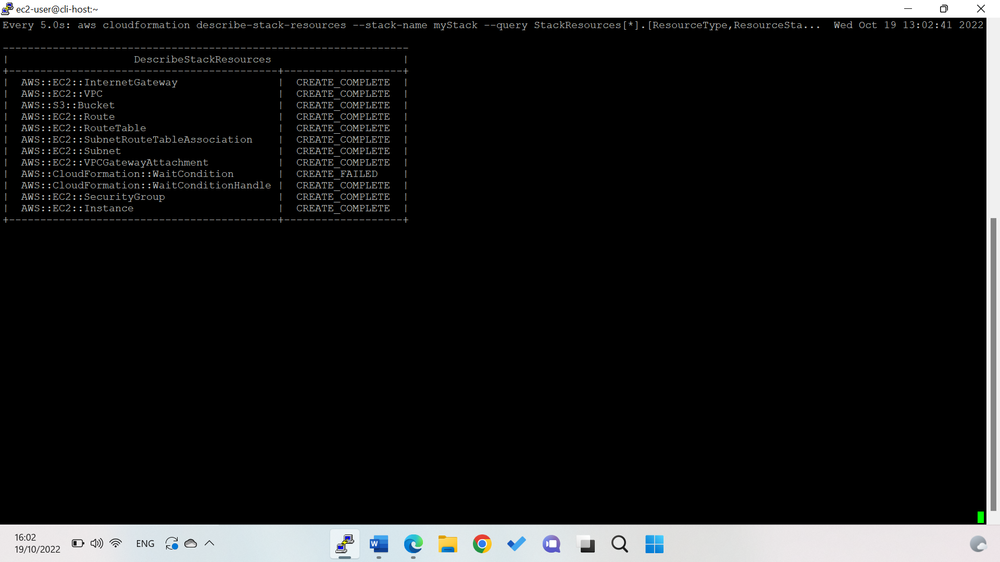 ec2-user@cli-host:~
Every 5.0s: aws cloudformation describe-stack-resources --stack-name myStack --query StackResources[*].[ResourceType,ResourceSta...  Wed Oct 19 13:02:41 2022
-----------------------------------------------------------------
|                    DescribeStackResources                     |
+-------------------------------------------+-------------------+
|  AWS::EC2::InternetGateway                |  CREATE_COMPLETE  |
|  AWS::EC2::VPC                            |  CREATE_COMPLETE  |
|  AWS::S3::Bucket                          |  CREATE_COMPLETE  |
|  AWS::EC2::Route                          |  CREATE_COMPLETE  |
|  AWS::EC2::RouteTable                     |  CREATE_COMPLETE  |
|  AWS::EC2::SubnetRouteTableAssociation    |  CREATE_COMPLETE  |
|  AWS::EC2::Subnet                         |  CREATE_COMPLETE  |
|  AWS::EC2::VPCGatewayAttachment           |  CREATE_COMPLETE  |
|  AWS::CloudFormation::WaitCondition       |  CREATE_FAILED    |
|  AWS::CloudFormation::WaitConditionHandle |  CREATE_COMPLETE  |
|  AWS::EC2::SecurityGroup                  |  CREATE_COMPLETE  |
|  AWS::EC2::Instance                       |  CREATE_COMPLETE  |
+-------------------------------------------+-------------------+
16:02
19/10/2022
ENG
W